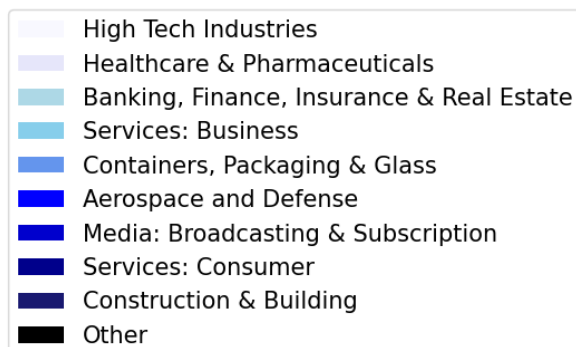 High Tech Industries
Healthcare & Pharmaceuticals
Banking, Finance, Insurance & Real Estate
Services: Business
Containers, Packaging & Glass
Aerospace and Defense
Media: Broadcasting & Subscription
Services: Consumer
Construction & Building
Other